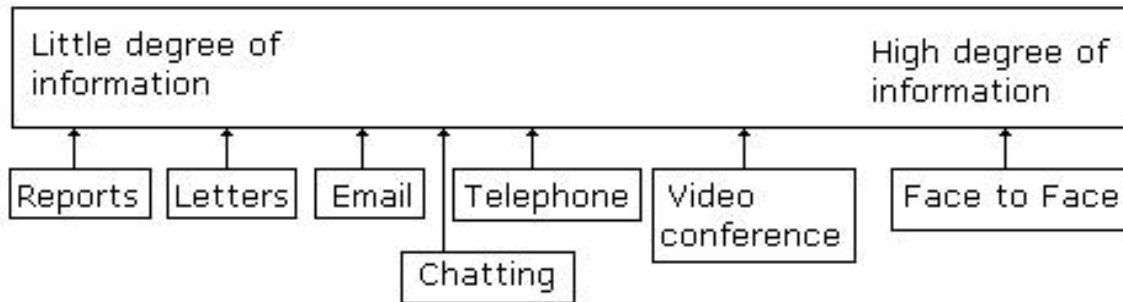 Little degree of
information
High degree of
information
Reports
Letters
Email
Telephone
Video
conference
Face to Face
Chatting